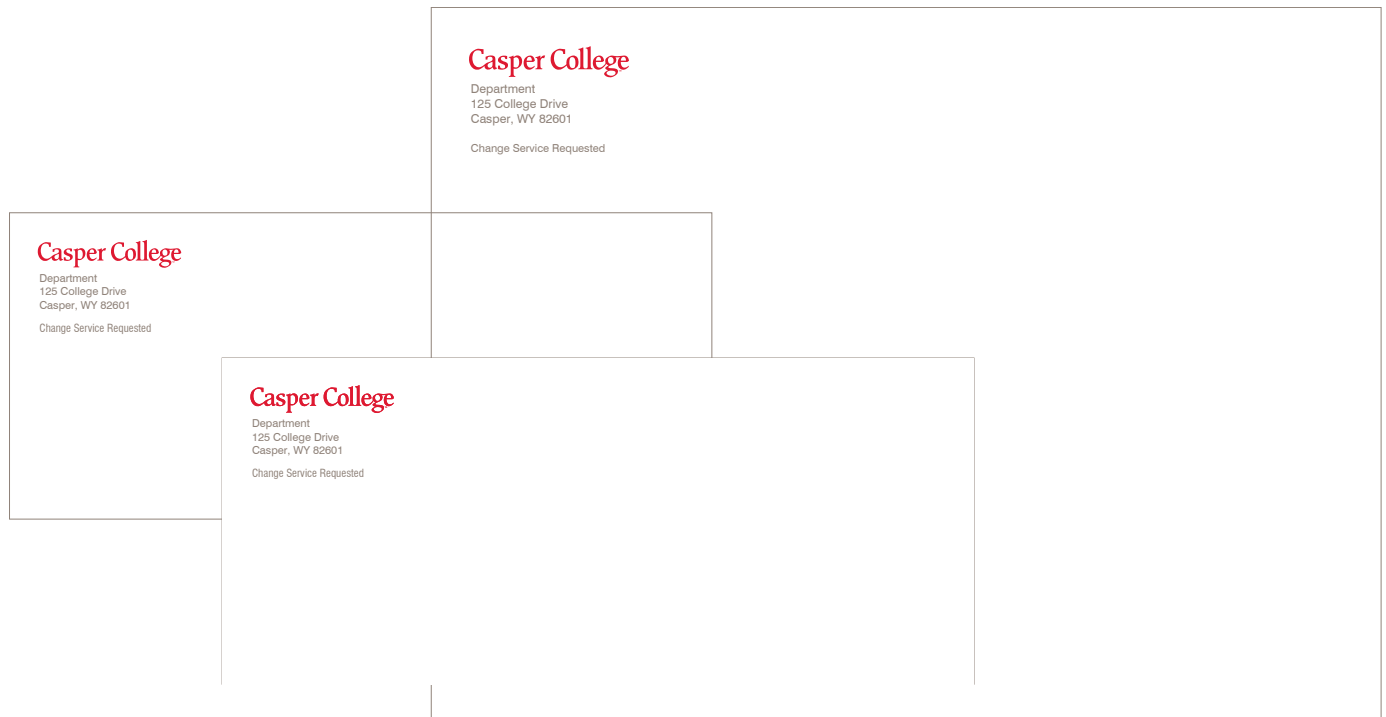 Casper College
Department
125 College Drive
Casper, WY 82601
Change Service Requested
Casper College
Department
125 College Drive
Casper, WY 82601
Change Service Requested
Casper College
Department
125 College Drive
Casper, WY 82601
Change Service Requested